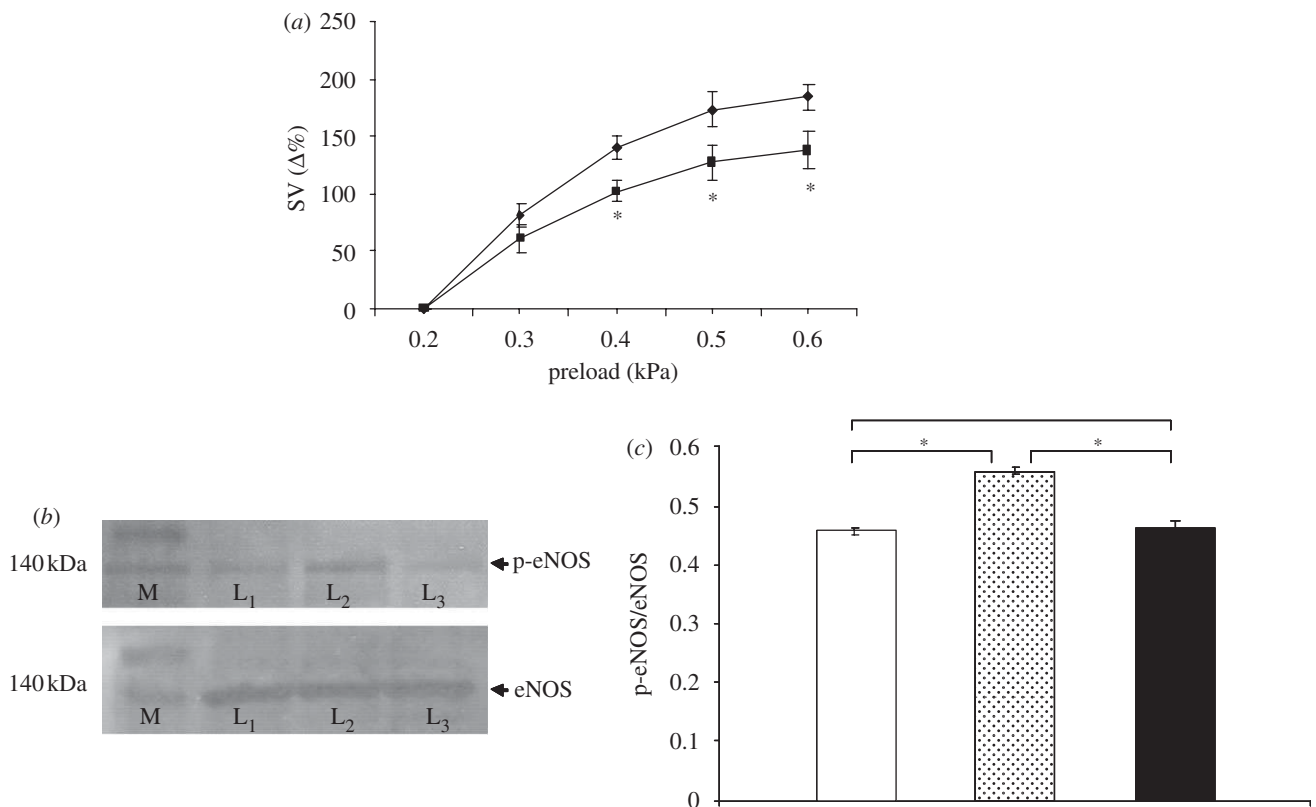 (a)
250
200
150
100
50
0
SV (Δ%)
* * *
0.2 0.3 0.4 0.5 0.6
preload (kPa)
(b)
140 kDa
p-eNOS
M L1 L2 L3
140 kDa
eNOS
M L1 L2 L3
(c)
* *
0.6
0.5
0.4
0.3
0.2
0.1
0
p-eNOS/eNOS